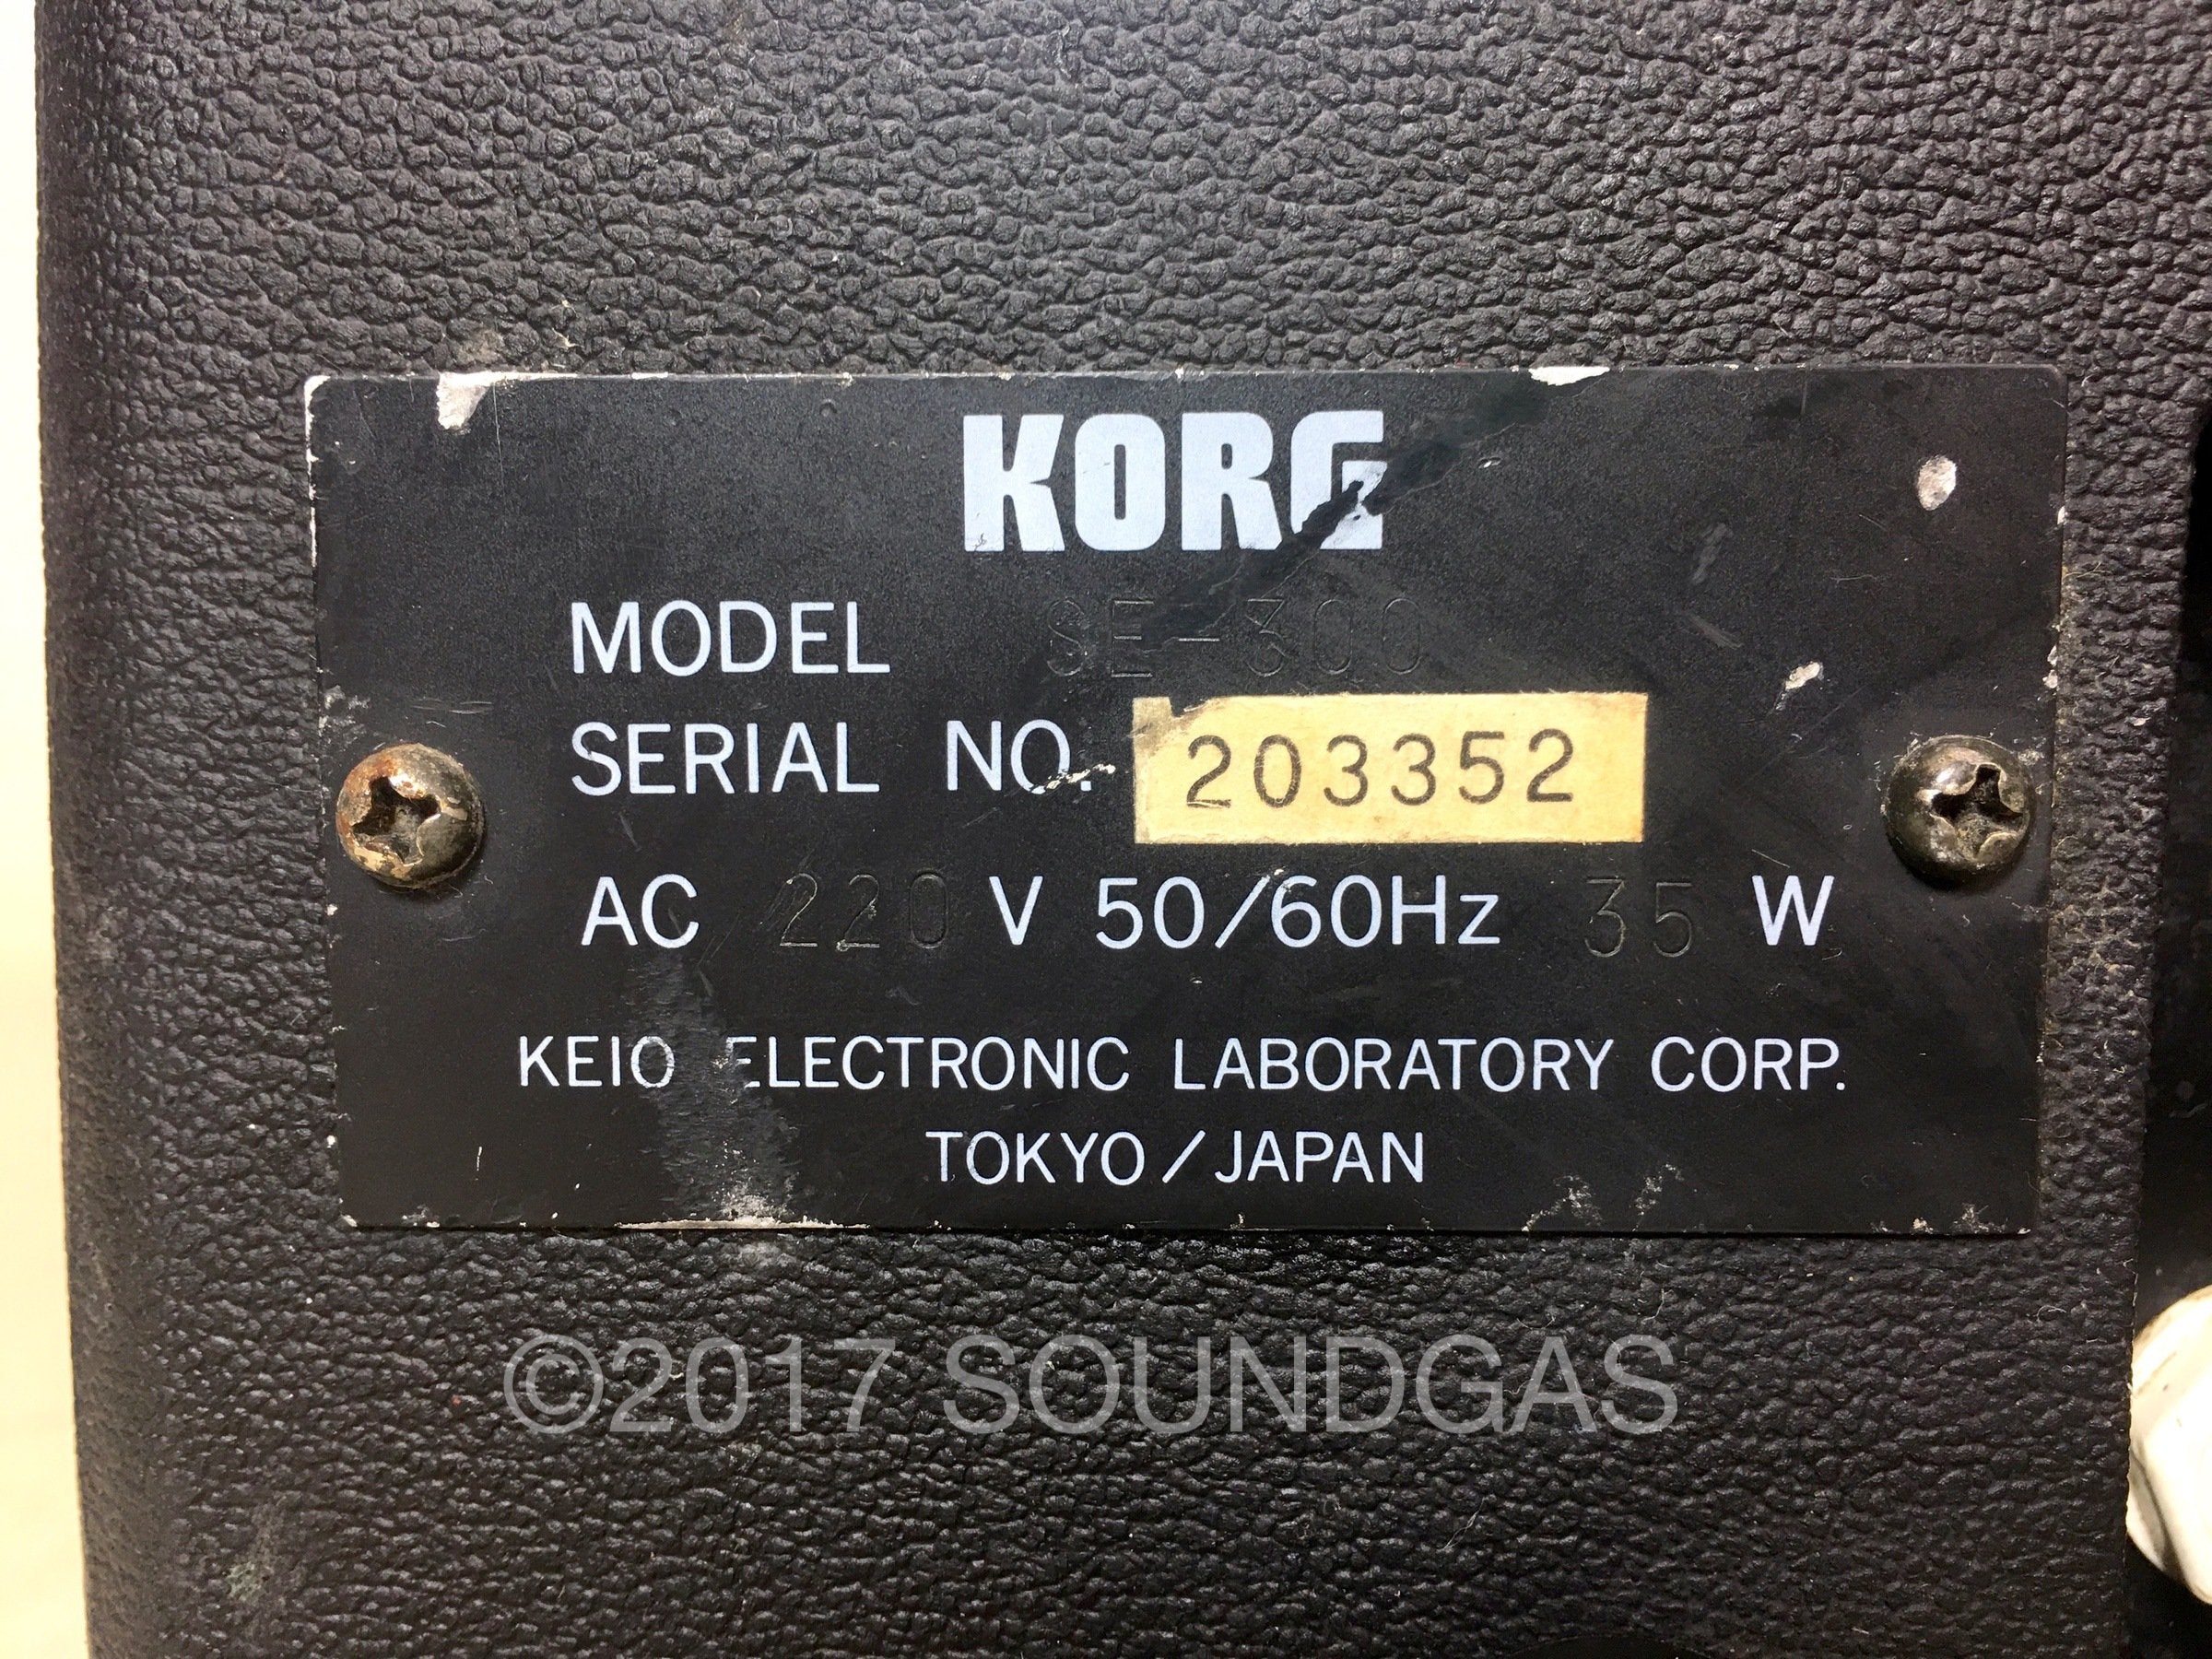 KORG
MODEL SE-300
SERIAL NO. 203352
AC 220 V 50/60Hz 35 W
KEIO ELECTRONIC LABORATORY CORP.
TOKYO/JAPAN
©2017 SOUNDGAS